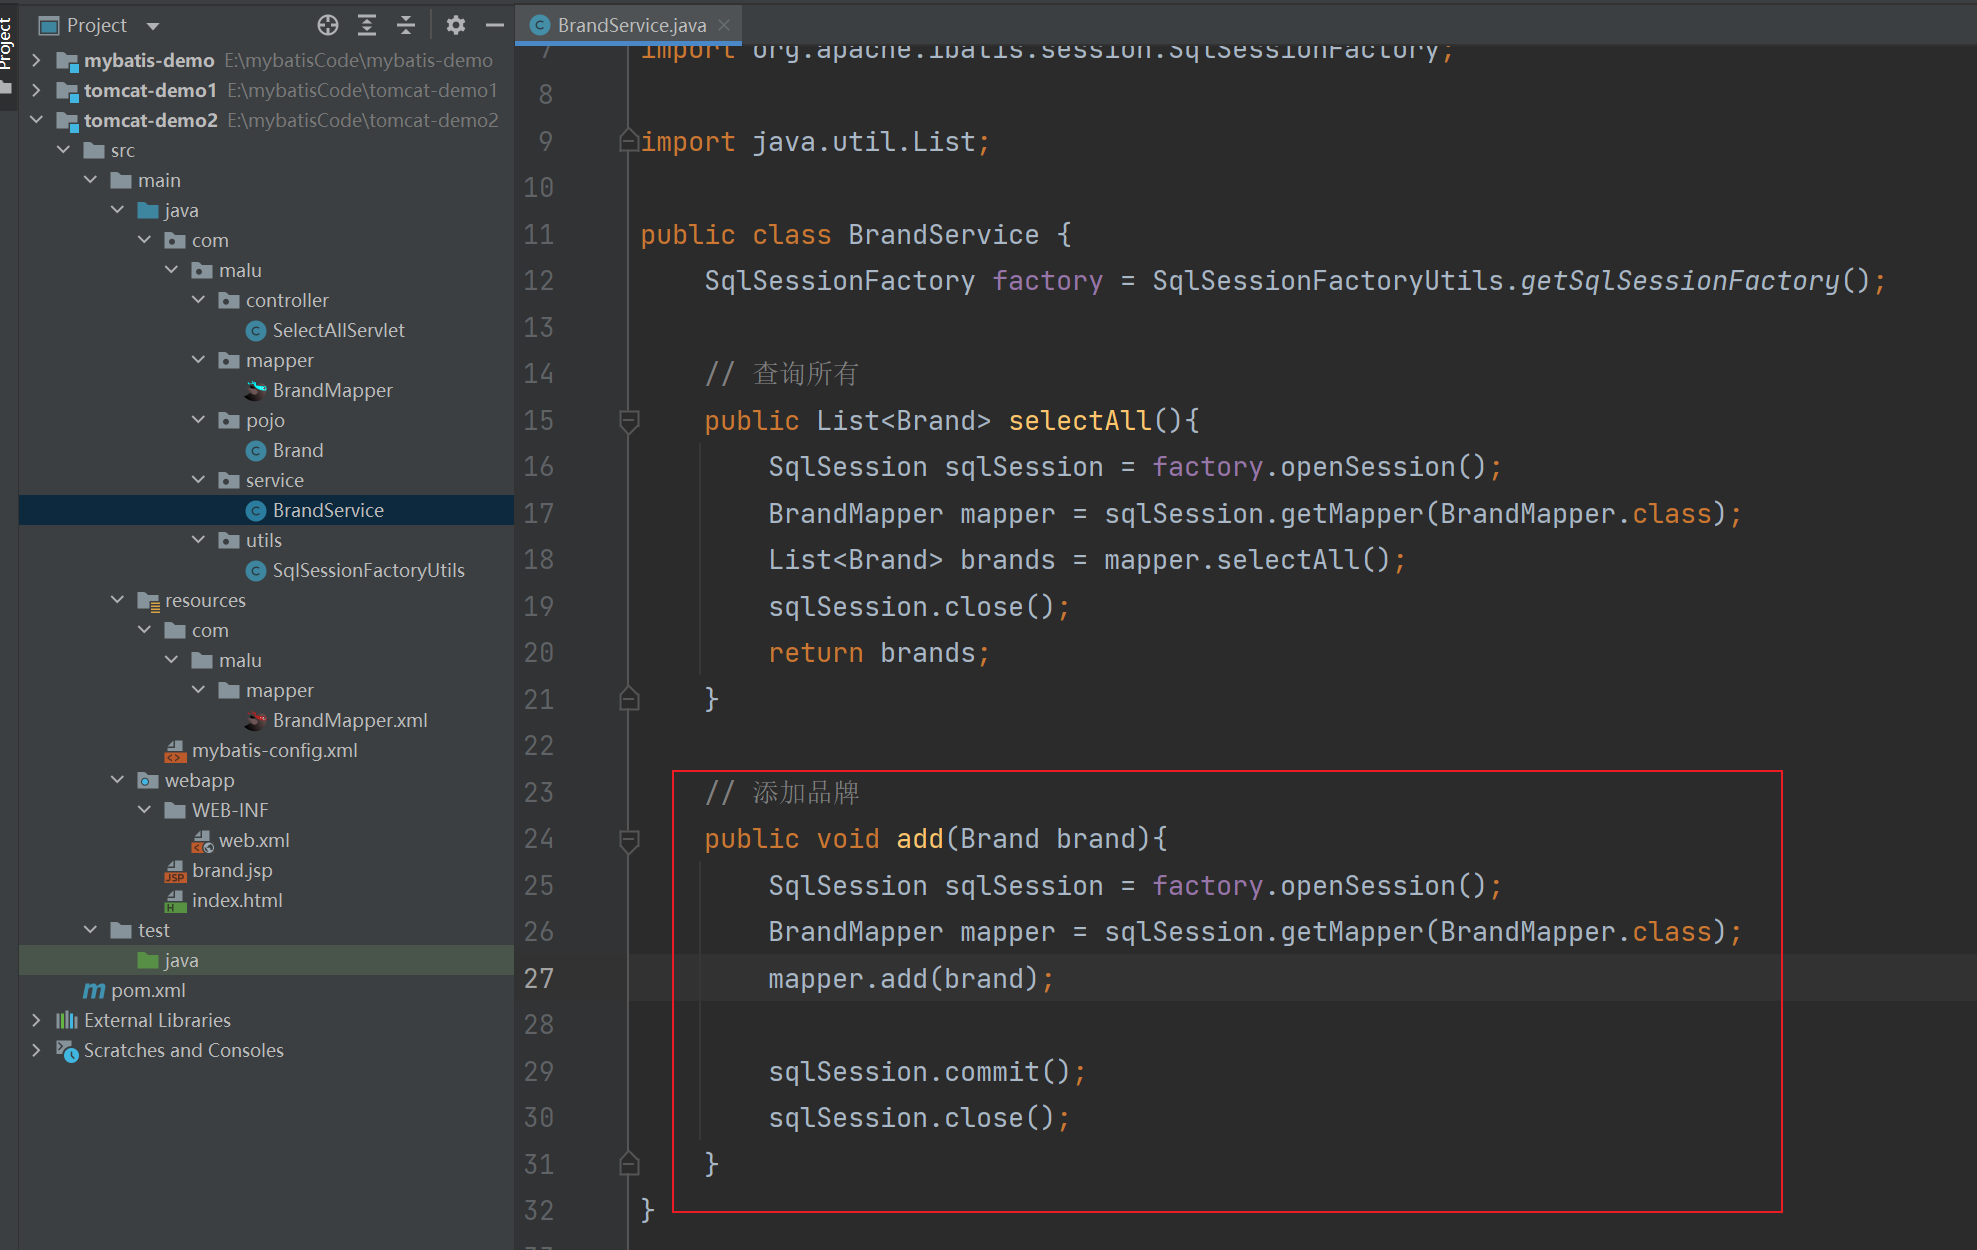 Project
Project
mybatis-demo E:\mybatisCode\mybatis-demo
tomcat-demo1 E:\mybatisCode\tomcat-demo1
tomcat-demo2 E:\mybatisCode\tomcat-demo2
src
main
java
com
malu
controller
SelectAllServlet
mapper
BrandMapper
pojo
Brand
service
BrandService
utils
SqlSessionFactoryUtils
resources
com
malu
mapper
BrandMapper.xml
mybatis-config.xml
webapp
WEB-INF
web.xml
brand.jsp
index.html
test
java
pom.xml
External Libraries
Scratches and Consoles
BrandService.java
7 import org.apache.ibatis.session.SqlSessionFactory;
8
9 import java.util.List;
10
11 public class BrandService {
12 SqlSessionFactory factory = SqlSessionFactoryUtils.getSqlSessionFactory();
13
14 // 查询所有
15 public List<Brand> selectAll(){
16 SqlSession sqlSession = factory.openSession();
17 BrandMapper mapper = sqlSession.getMapper(BrandMapper.class);
18 List<Brand> brands = mapper.selectAll();
19 sqlSession.close();
20 return brands;
21 }
22
23 // 添加品牌
24 public void add(Brand brand){
25 SqlSession sqlSession = factory.openSession();
26 BrandMapper mapper = sqlSession.getMapper(BrandMapper.class);
27 mapper.add(brand);
28
29 sqlSession.commit();
30 sqlSession.close();
31 }
32 }